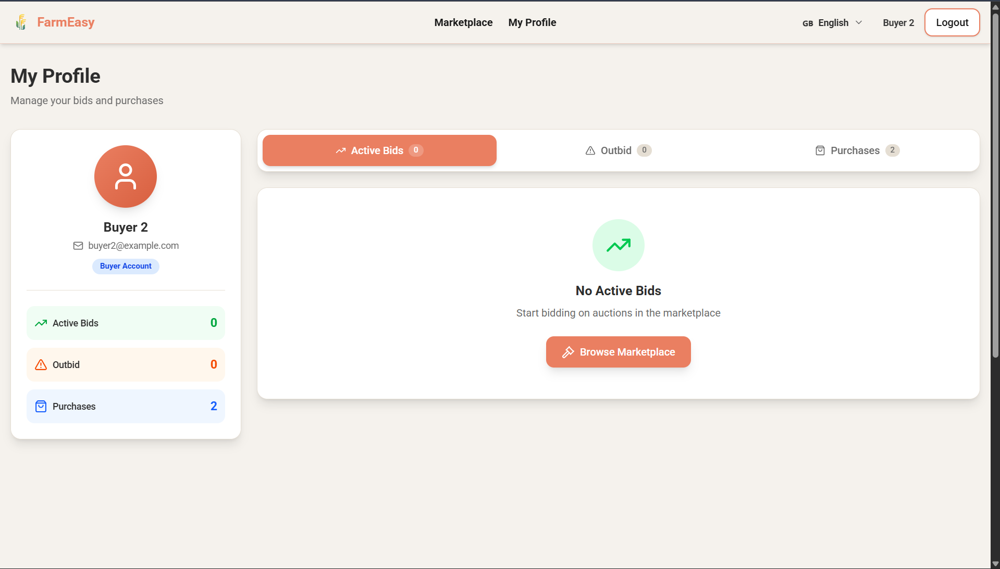 FarmEasy
Marketplace
My Profile
GB English
Buyer 2
Logout
My Profile
Manage your bids and purchases
Buyer 2
buyer2@example.com
Buyer Account
Active Bids 0
Outbid 0
Purchases 2
Active Bids 0
Outbid 0
Purchases 2
No Active Bids
Start bidding on auctions in the marketplace
Browse Marketplace